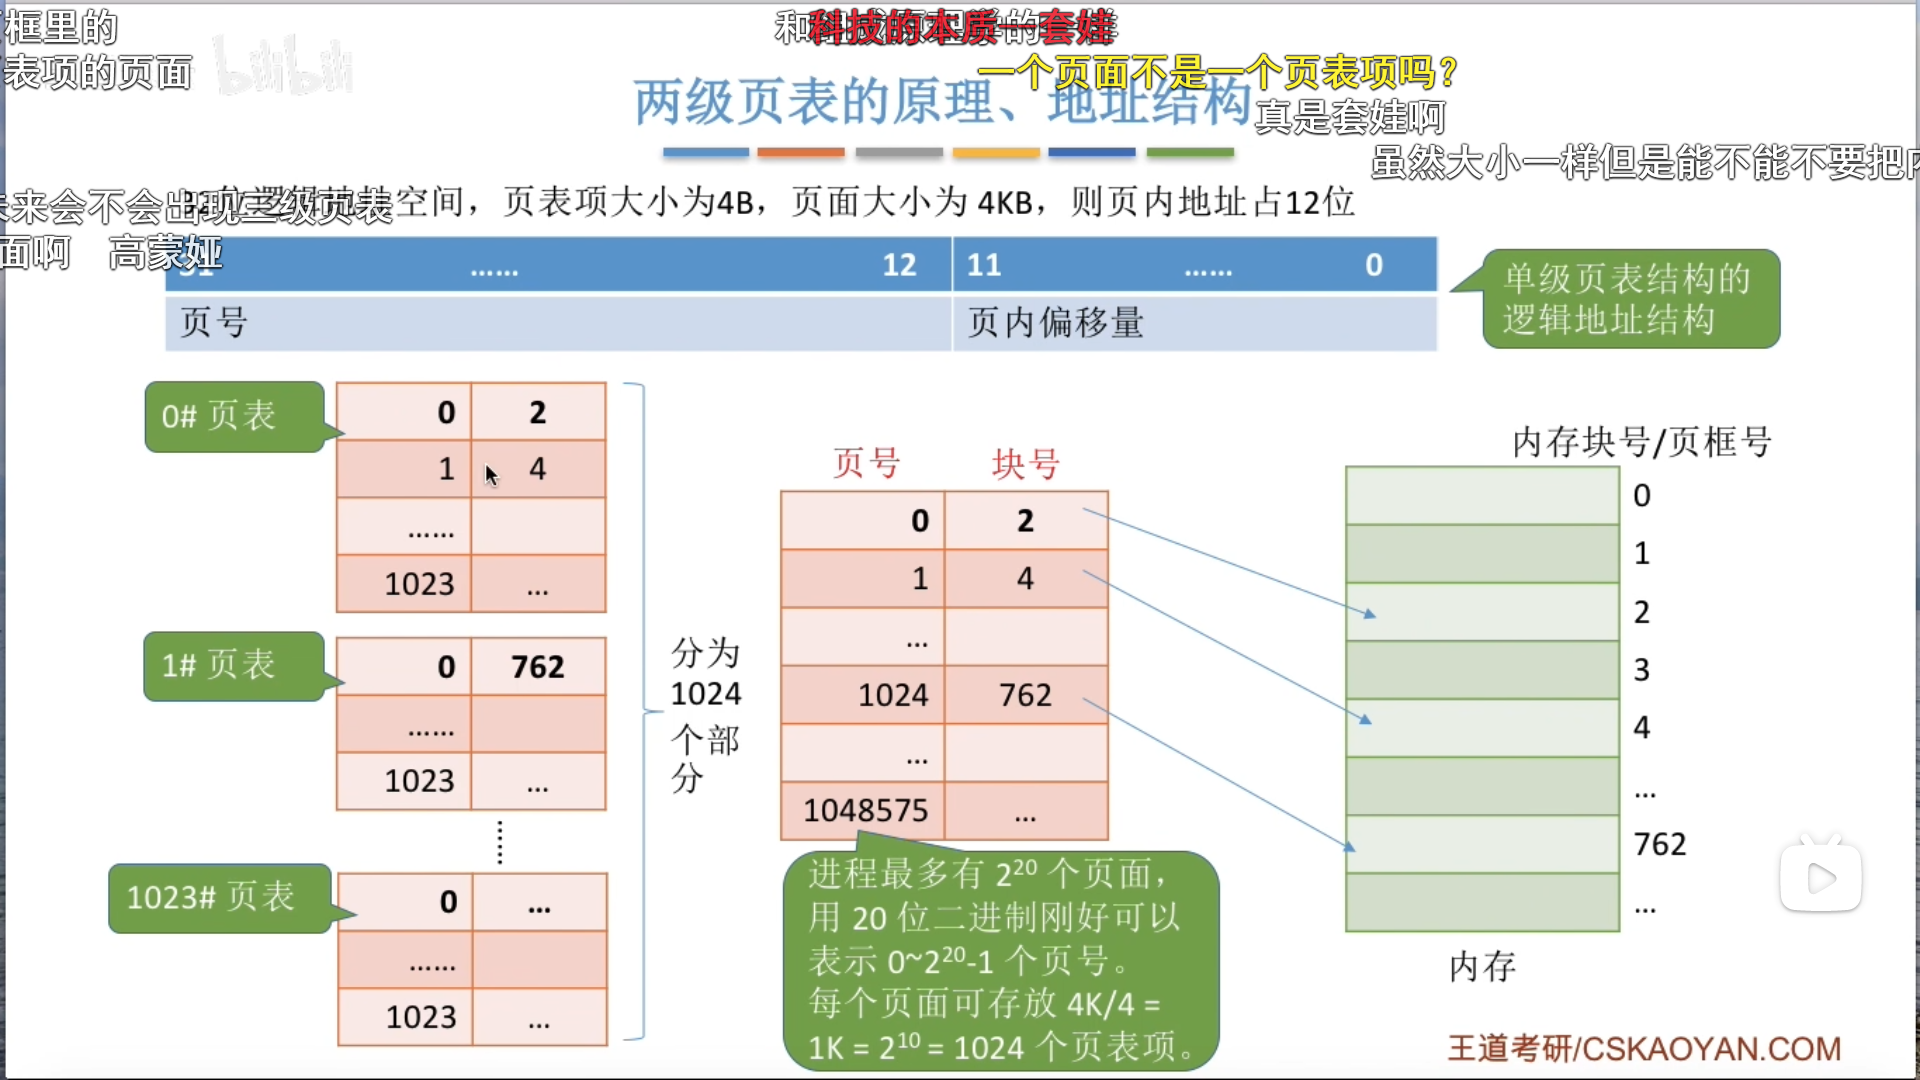 框里的
科技的本质—套娃
表项的页面
bilibili
一个页面不是一个页表项吗？
两级页表的原理、地址结构
真是套娃啊
虽然大小一样但是能不能不要把内
未来会不会出现三级页表
空间，页表项大小为4B，页面大小为 4KB，则页内地址占12位
面啊
高蒙娅
31 …… 12 11 …… 0
页号 页内偏移量
单级页表结构的
逻辑地址结构
0# 页表
0 2
1 4
……
1023 ...
1# 页表
0 762
……
1023 ...
1023# 页表
0 ...
……
1023 ...
分为
1024
个部
分
页号 块号
0 2
1 4
...
1024 762
...
1048575 ...
进程最多有 2²⁰ 个页面，
用 20 位二进制刚好可以
表示 0~2²⁰-1 个页号。
每个页面可存放 4K/4 =
1K = 2¹⁰ = 1024 个页表项。
内存块号/页框号
0
1
2
3
4
...
762
...
内存
王道考研/CSKAOYAN.COM